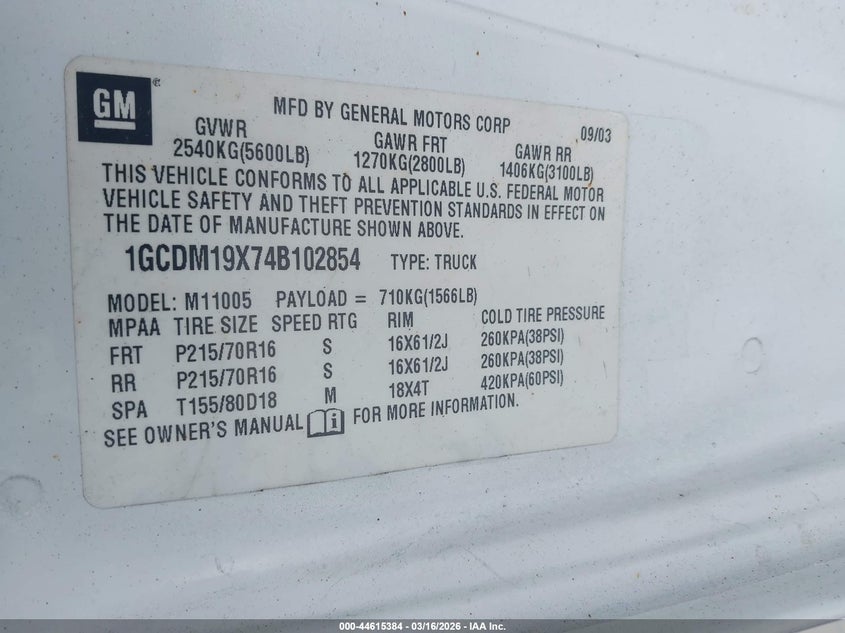 GM
MFD BY GENERAL MOTORS CORP 09/03
GVWR GAWR FRT GAWR RR
2540KG(5600LB) 1270KG(2800LB) 1406KG(3100LB)
THIS VEHICLE CONFORMS TO ALL APPLICABLE U.S. FEDERAL MOTOR
VEHICLE SAFETY AND THEFT PREVENTION STANDARDS IN EFFECT ON
THE DATE OF MANUFACTURE SHOWN ABOVE.
1GCDM19X74B102854 TYPE: TRUCK
MODEL: M11005 PAYLOAD = 710KG(1566LB)
MPAA TIRE SIZE SPEED RTG RIM COLD TIRE PRESSURE
FRT P215/70R16 S 16X61/2J 260KPA(38PSI)
RR P215/70R16 S 16X61/2J 260KPA(38PSI)
SPA T155/80D18 M 18X4T 420KPA(60PSI)
SEE OWNER'S MANUAL i FOR MORE INFORMATION.
000-44615384 - 03/16/2026 - IAA Inc.